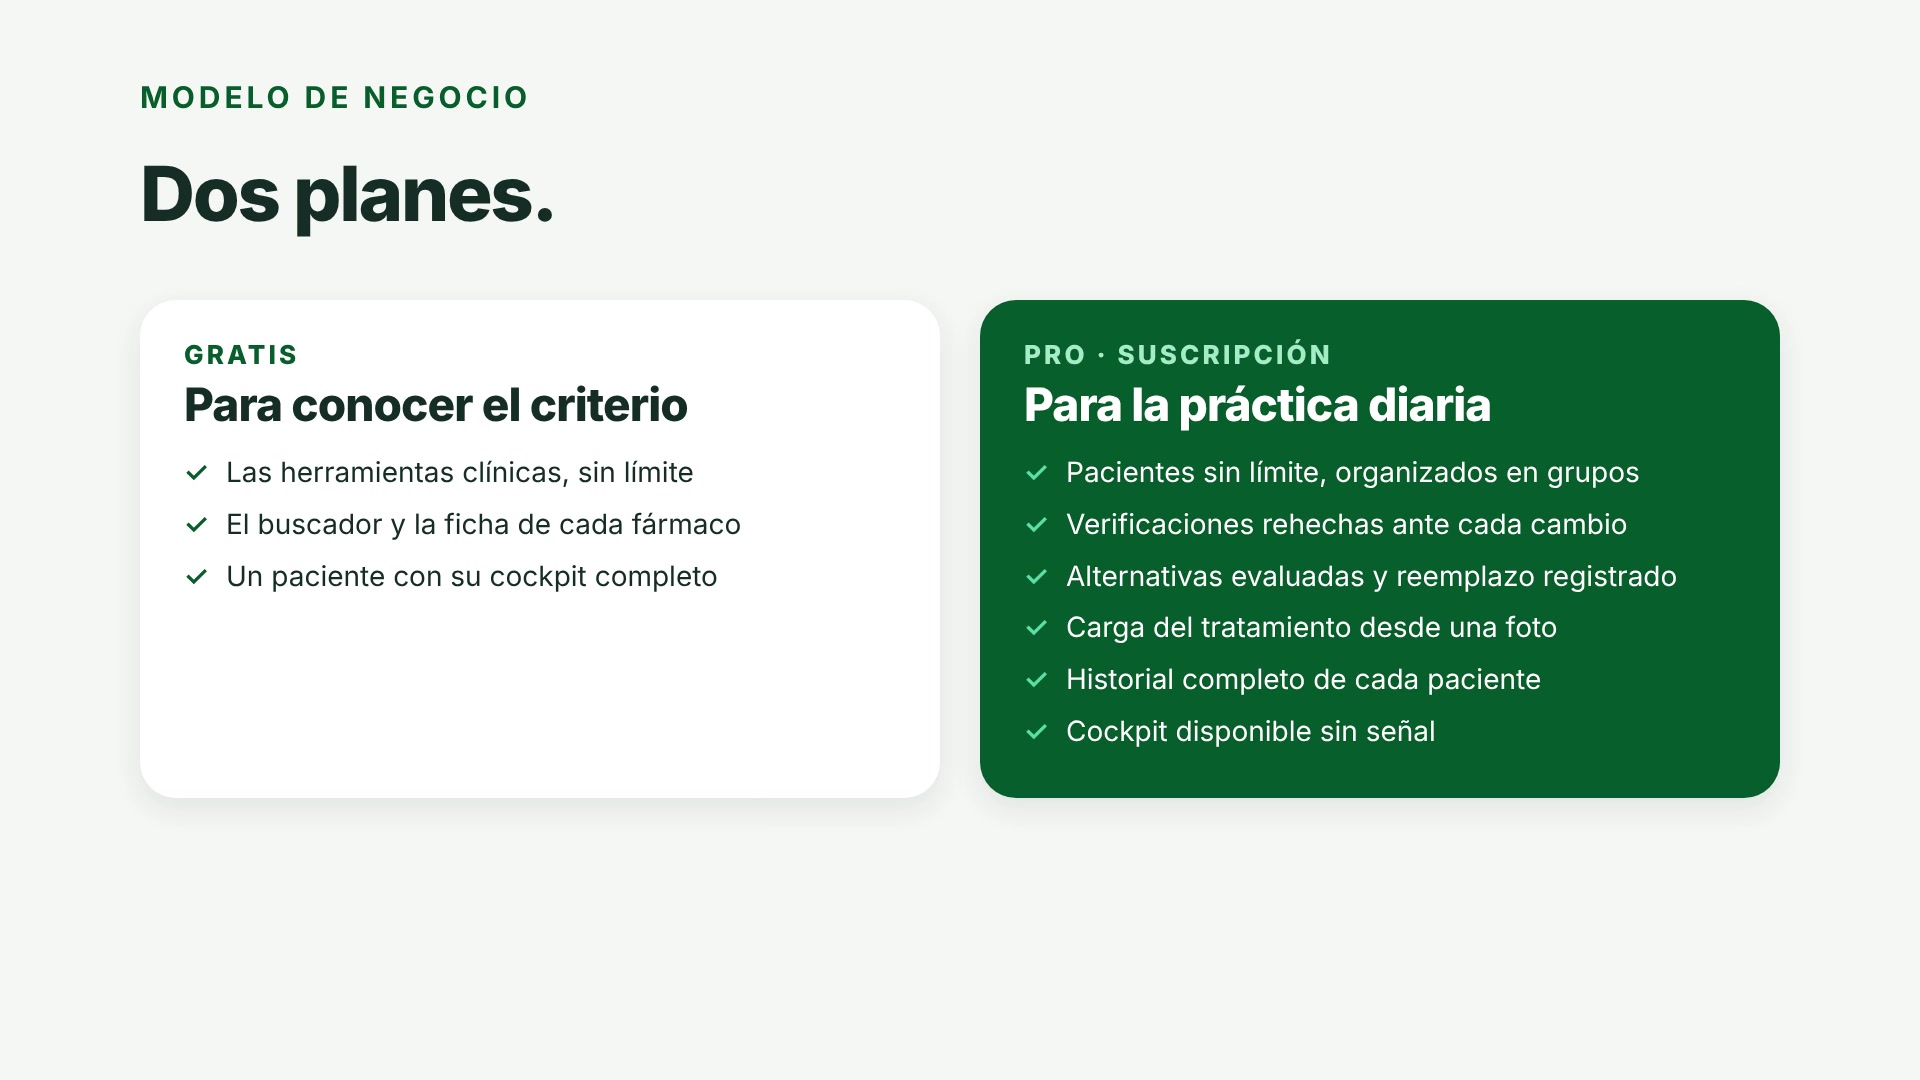 MODELO DE NEGOCIO
Dos planes.
GRATIS
Para conocer el criterio
Las herramientas clínicas, sin límite
El buscador y la ficha de cada fármaco
Un paciente con su cockpit completo
PRO · SUSCRIPCIÓN
Para la práctica diaria
Pacientes sin límite, organizados en grupos
Verificaciones rehechas ante cada cambio
Alternativas evaluadas y reemplazo registrado
Carga del tratamiento desde una foto
Historial completo de cada paciente
Cockpit disponible sin señal